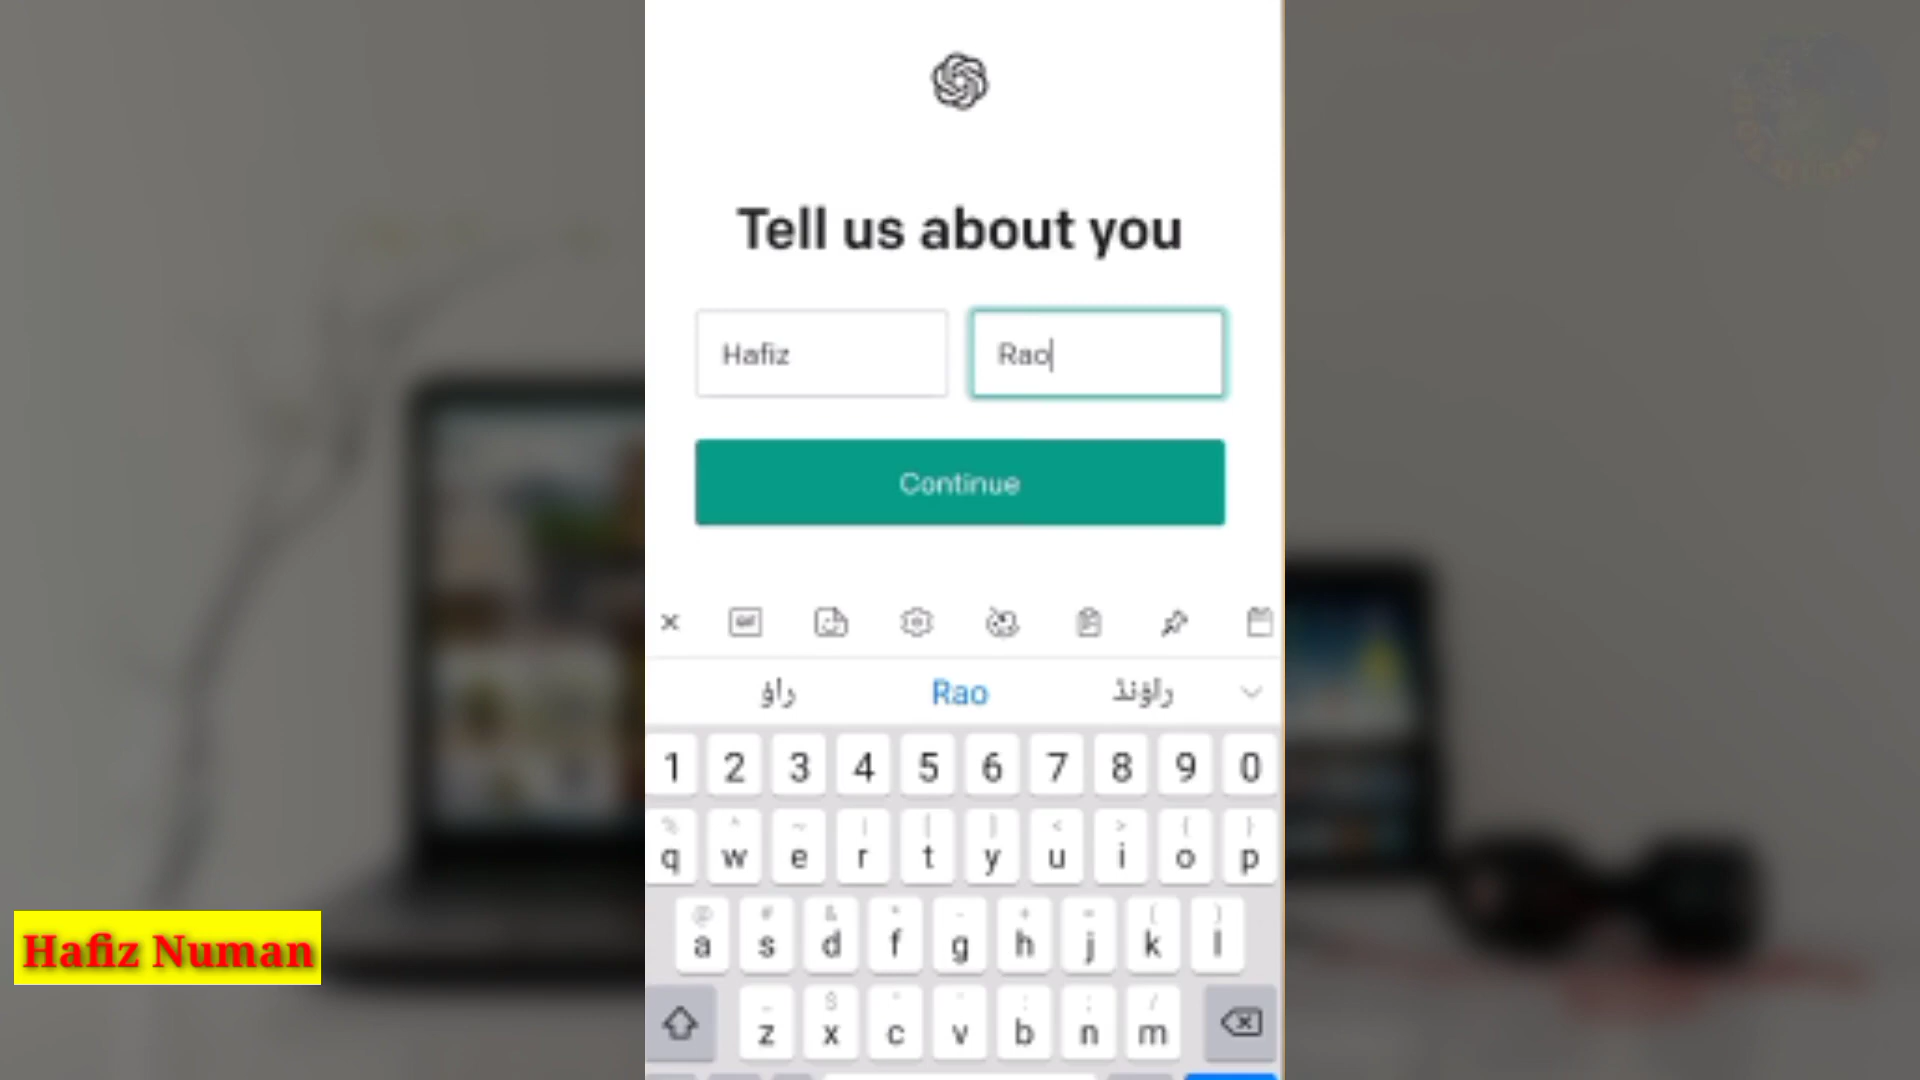 Tell us about you
Hafiz Rao
Continue
GIF
راؤ Rao راؤنڈ
1 2 3 4 5 6 7 8 9 0
q w e r t y u i o p
a s d f g h j k l
z x c v b n m
Hafiz Numan